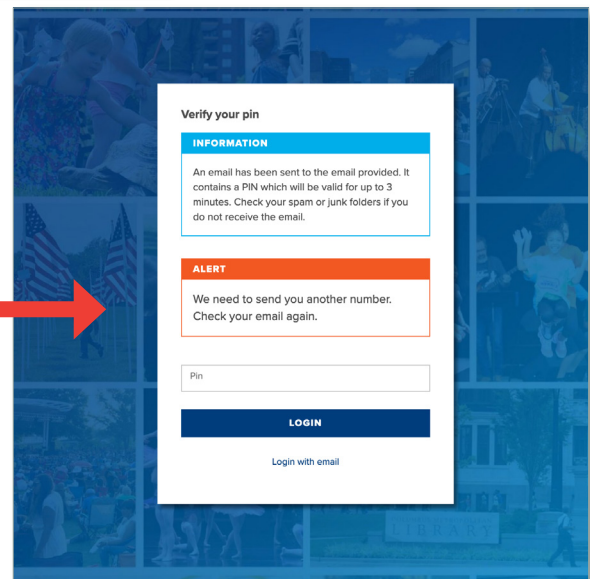 Verify your pin
INFORMATION
An email has been sent to the email provided. It
contains a PIN which will be valid for up to 3
minutes. Check your spam or junk folders if you
do not receive the email.
ALERT
We need to send you another number.
Check your email again.
Pin
LOGIN
Login with email
LIBRARY